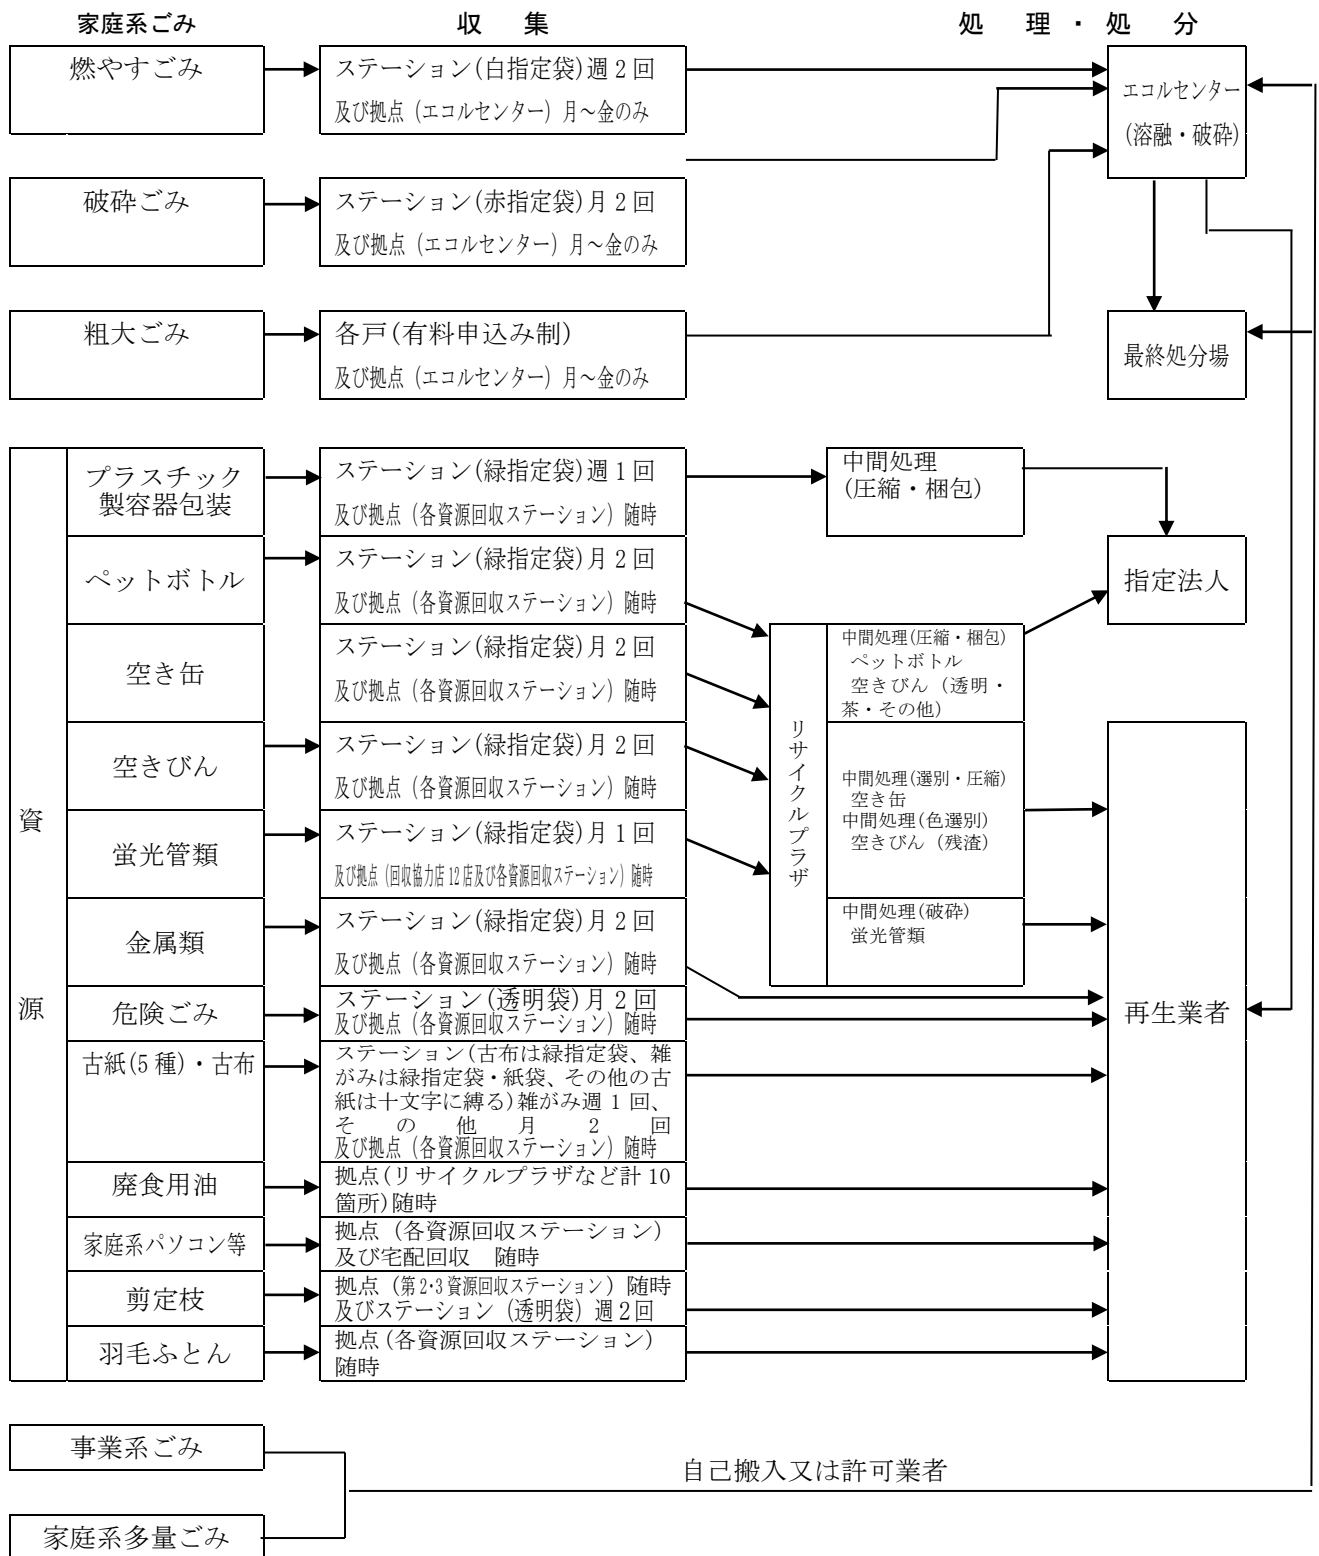 家庭系ごみ　収　集　処　理・処　分
燃やすごみ
ステーション(白指定袋)週2回
及び拠点（エコルセンター）月～金のみ
エコルセンター
(溶融・破砕)
破砕ごみ
ステーション(赤指定袋)月2回
及び拠点（エコルセンター）月～金のみ
粗大ごみ
各戸(有料申込み制)
及び拠点（エコルセンター）月～金のみ
最終処分場
資源
プラスチック
製容器包装
ステーション(緑指定袋)週1回
及び拠点（各資源回収ステーション）随時
中間処理
(圧縮・梱包)
指定法人
ペットボトル
ステーション(緑指定袋)月2回
及び拠点（各資源回収ステーション）随時
空き缶
ステーション(緑指定袋)月2回
及び拠点（各資源回収ステーション）随時
空きびん
ステーション(緑指定袋)月2回
及び拠点（各資源回収ステーション）随時
蛍光管類
ステーション(緑指定袋)月1回
及び拠点（回収協力店12店及び各資源回収ステーション）随時
金属類
ステーション(緑指定袋)月2回
及び拠点（各資源回収ステーション）随時
リサイクルプラザ
中間処理(圧縮・梱包)
ペットボトル
空きびん（透明・
茶・その他）
中間処理(選別・圧縮)
空き缶
中間処理(色選別)
空きびん（残渣）
中間処理(破砕)
蛍光管類
再生業者
危険ごみ
ステーション(透明袋)月2回
及び拠点（各資源回収ステーション）随時
古紙(5種)・古布
ステーション(古布は緑指定袋、雑
がみは緑指定袋・紙袋、その他の古
紙は十文字に縛る)雑がみ週1回、
その他月2回
及び拠点（各資源回収ステーション）随時
廃食用油
拠点(リサイクルプラザなど計10
箇所)随時
家庭系パソコン等
拠点（各資源回収ステーション）
及び宅配回収　随時
剪定枝
拠点（第2・3資源回収ステーション）随時
及びステーション（透明袋）週2回
羽毛ふとん
拠点(各資源回収ステーション)
随時
事業系ごみ
自己搬入又は許可業者
家庭系多量ごみ